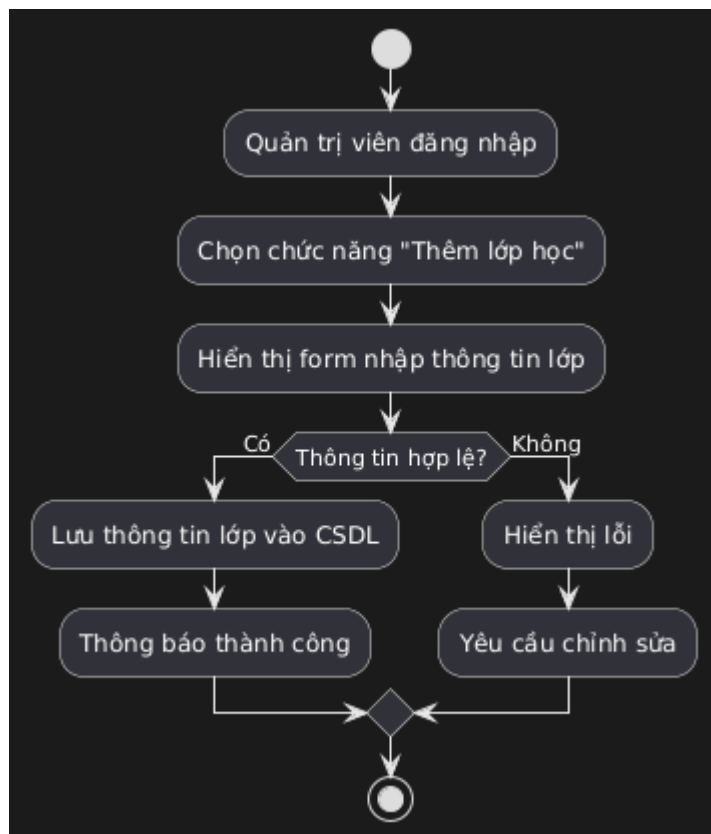 Quản trị viên đăng nhập
Chọn chức năng "Thêm lớp học"
Hiển thị form nhập thông tin lớp
Có
Thông tin hợp lệ?
Không
Lưu thông tin lớp vào CSDL
Hiển thị lỗi
Thông báo thành công
Yêu cầu chỉnh sửa